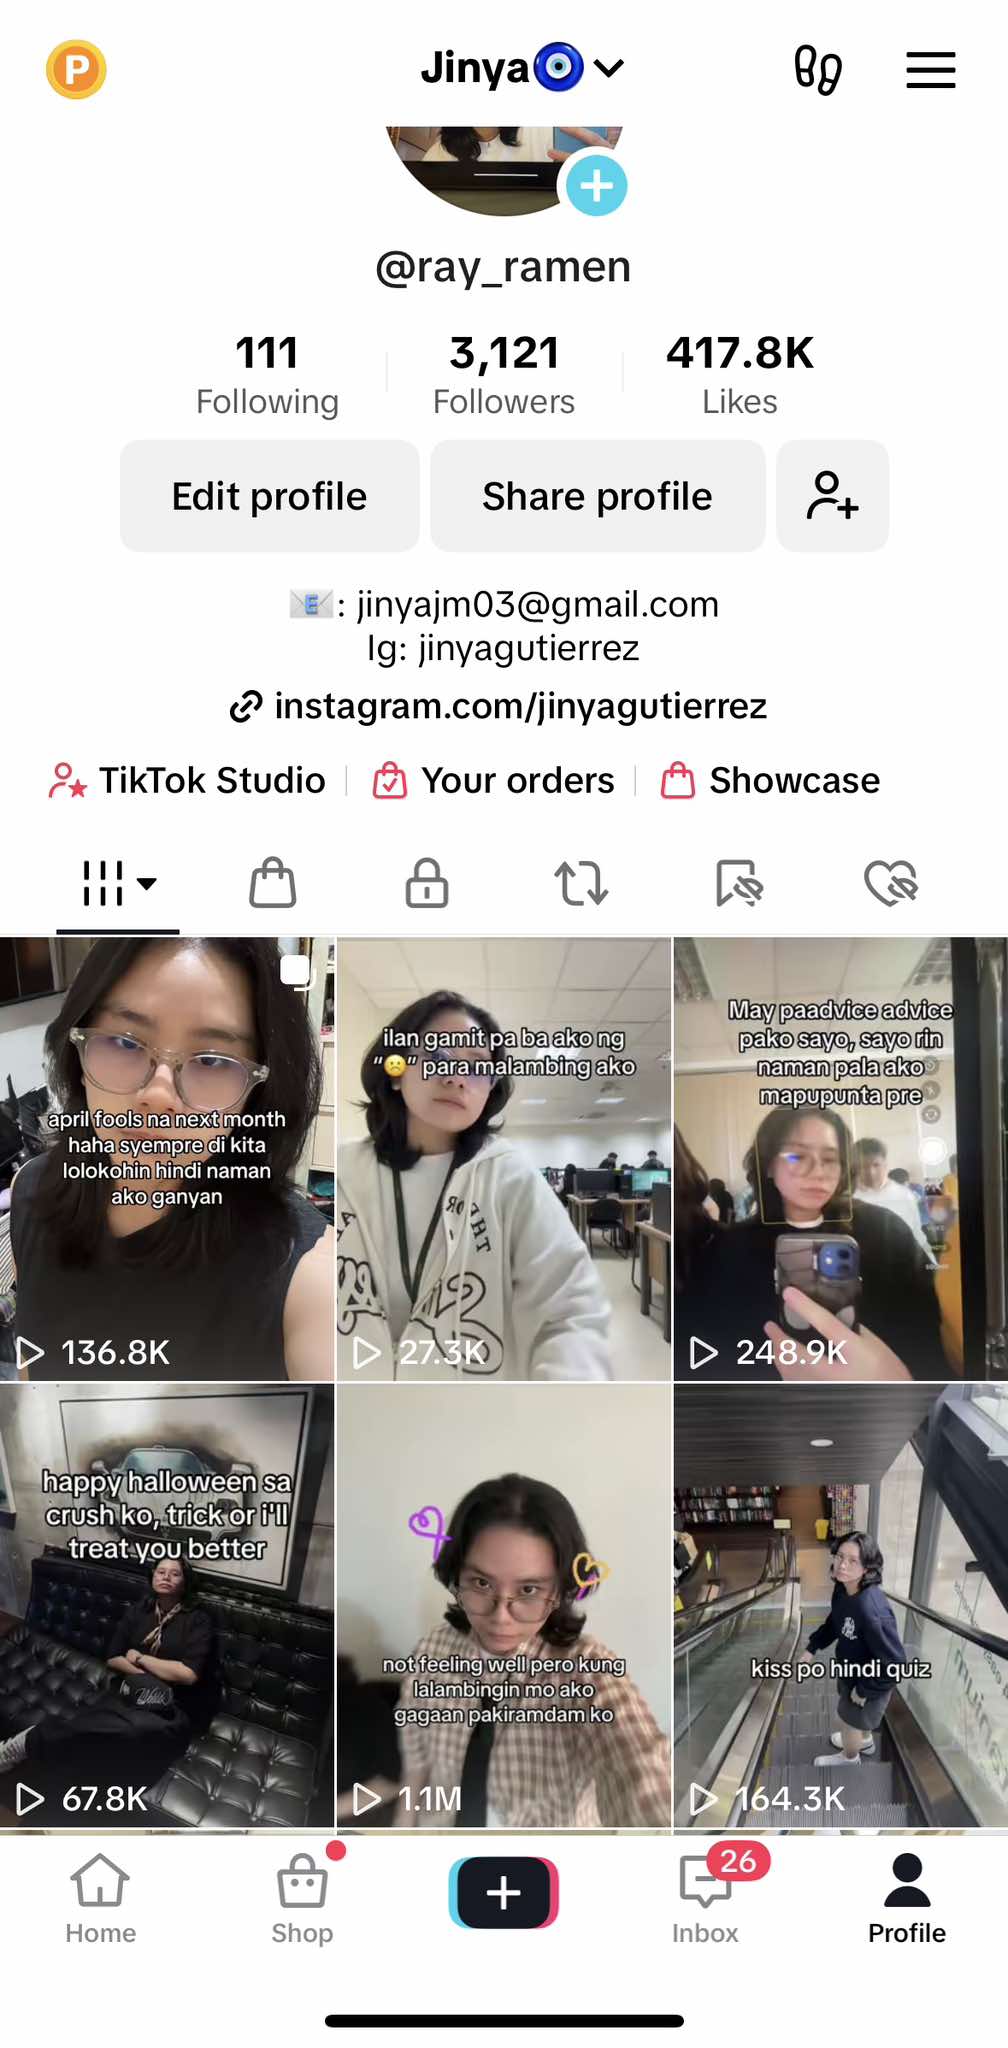 P
Jinya🧿
@ray_ramen
111 3,121 417.8K
Following Followers Likes
Edit profile Share profile
📧: jinyajm03@gmail.com
Ig: jinyagutierrez
instagram.com/jinyagutierrez
TikTok Studio Your orders Showcase
april fools na next month
haha syempre di kita
lolokohin hindi naman
ako ganyan
136.8K
ilan gamit pa ba ako ng
“☹️” para malambing ako
27.3K
May paadvice advice
pako sayo, sayo rin
naman pala ako
mapupunta pre
248.9K
happy halloween sa
crush ko, trick or i'll
treat you better
67.8K
not feeling well pero kung
lalambingin mo ako
gagaan pakiramdam ko
1.1M
kiss po hindi quiz
164.3K
26
Home Shop Inbox Profile